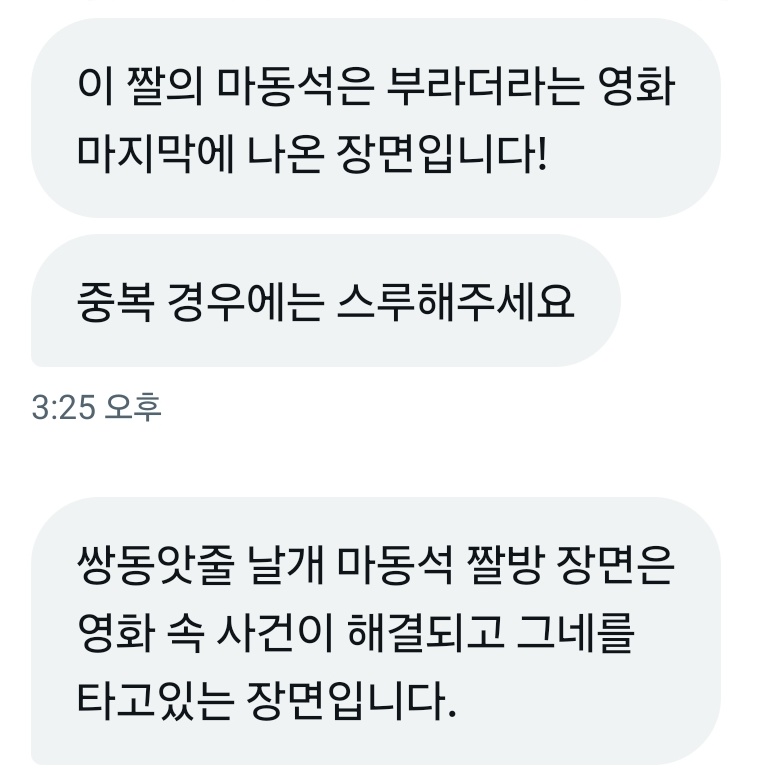 이 짤의 마동석은 부라더라는 영화
마지막에 나온 장면입니다!
중복 경우에는 스루해주세요
3:25 오후
쌍동앗줄 날개 마동석 짤방 장면은
영화 속 사건이 해결되고 그네를
타고있는 장면입니다.